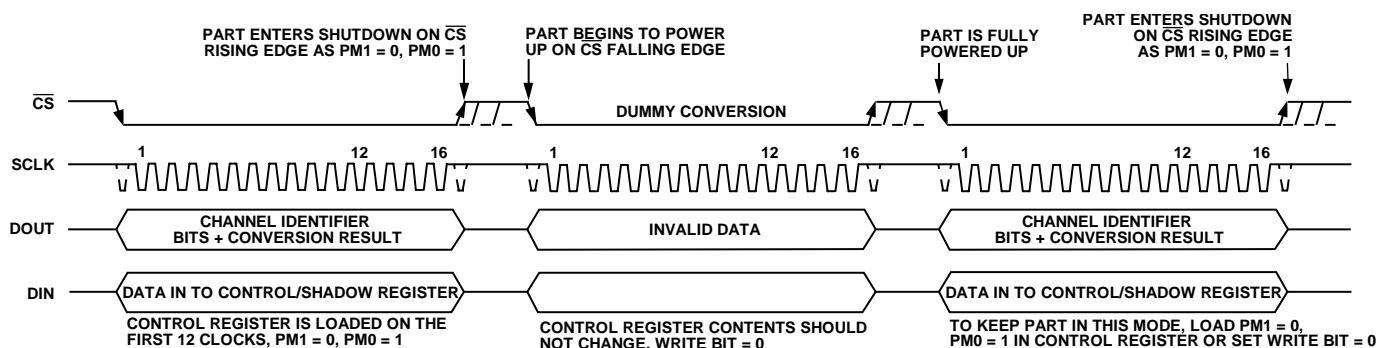 PART ENTERS SHUTDOWN ON CS
RISING EDGE AS PM1 = 0, PM0 = 1
PART BEGINS TO POWER
UP ON CS FALLING EDGE
PART IS FULLY
POWERED UP
PART ENTERS SHUTDOWN
ON CS RISING EDGE
AS PM1 = 0, PM0 = 1
CS
DUMMY CONVERSION
SCLK
1 12 16
1 12 16
1 12 16
DOUT
CHANNEL IDENTIFIER
BITS + CONVERSION RESULT
INVALID DATA
CHANNEL IDENTIFIER
BITS + CONVERSION RESULT
DIN
DATA IN TO CONTROL/SHADOW REGISTER
DATA IN TO CONTROL/SHADOW REGISTER
CONTROL REGISTER IS LOADED ON THE
FIRST 12 CLOCKS, PM1 = 0, PM0 = 1
CONTROL REGISTER CONTENTS SHOULD
NOT CHANGE, WRITE BIT = 0
TO KEEP PART IN THIS MODE, LOAD PM1 = 0,
PM0 = 1 IN CONTROL REGISTER OR SET WRITE BIT = 0